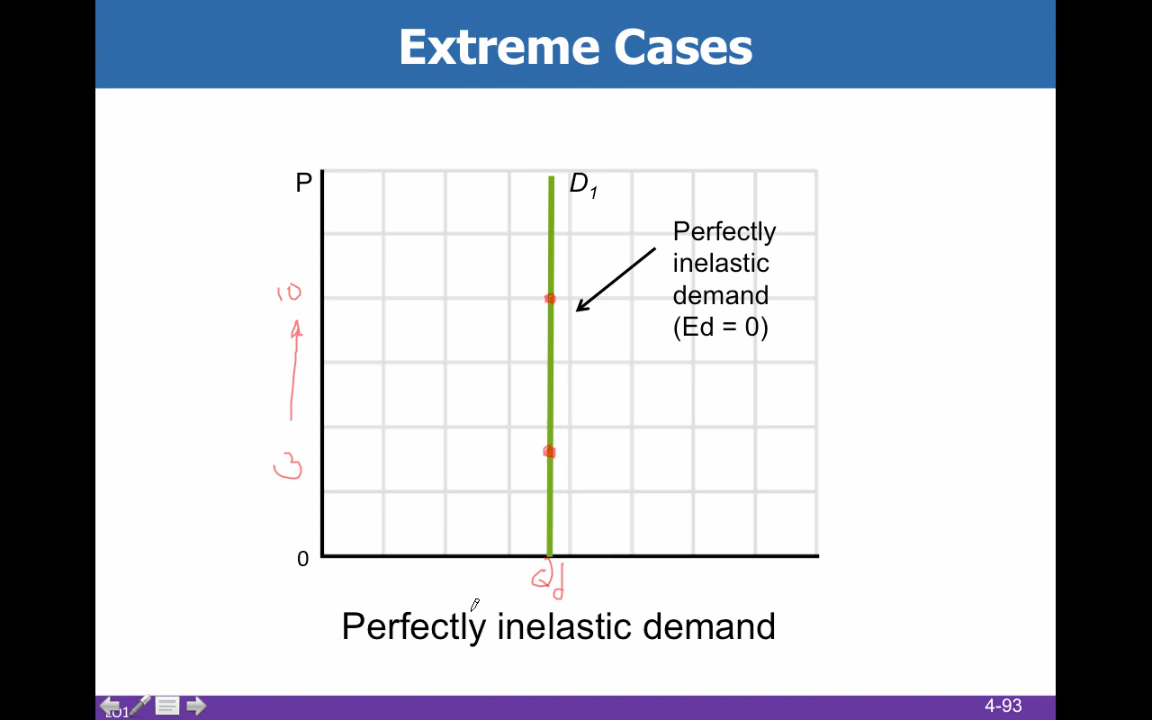 Extreme Cases
P
D1
Perfectly
inelastic
demand
(Ed = 0)
10
3
0
Qd
Perfectly inelastic demand
4-93